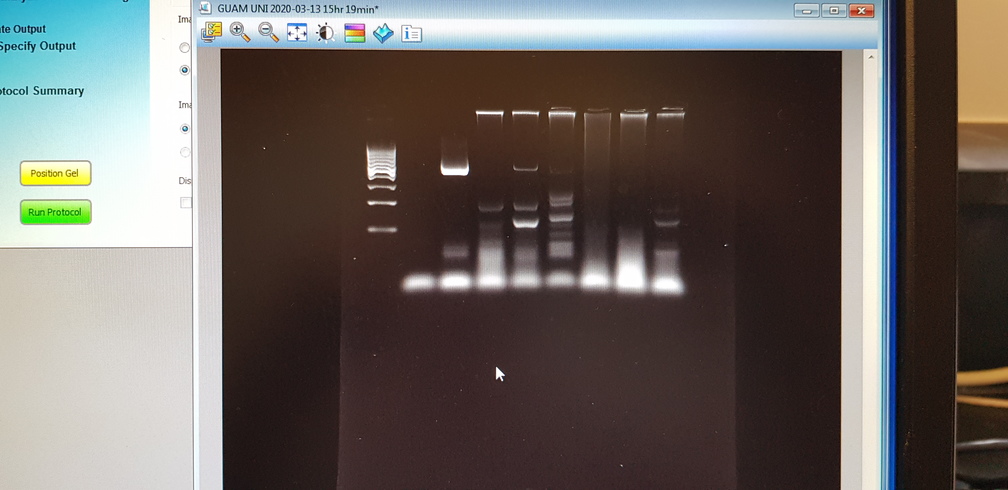 GUAM UNI 2020-03-13 15hr 19min*
te Output
Specify Output
otocol Summary
Ima
Ima
Position Gel
Dis
Run Protocol